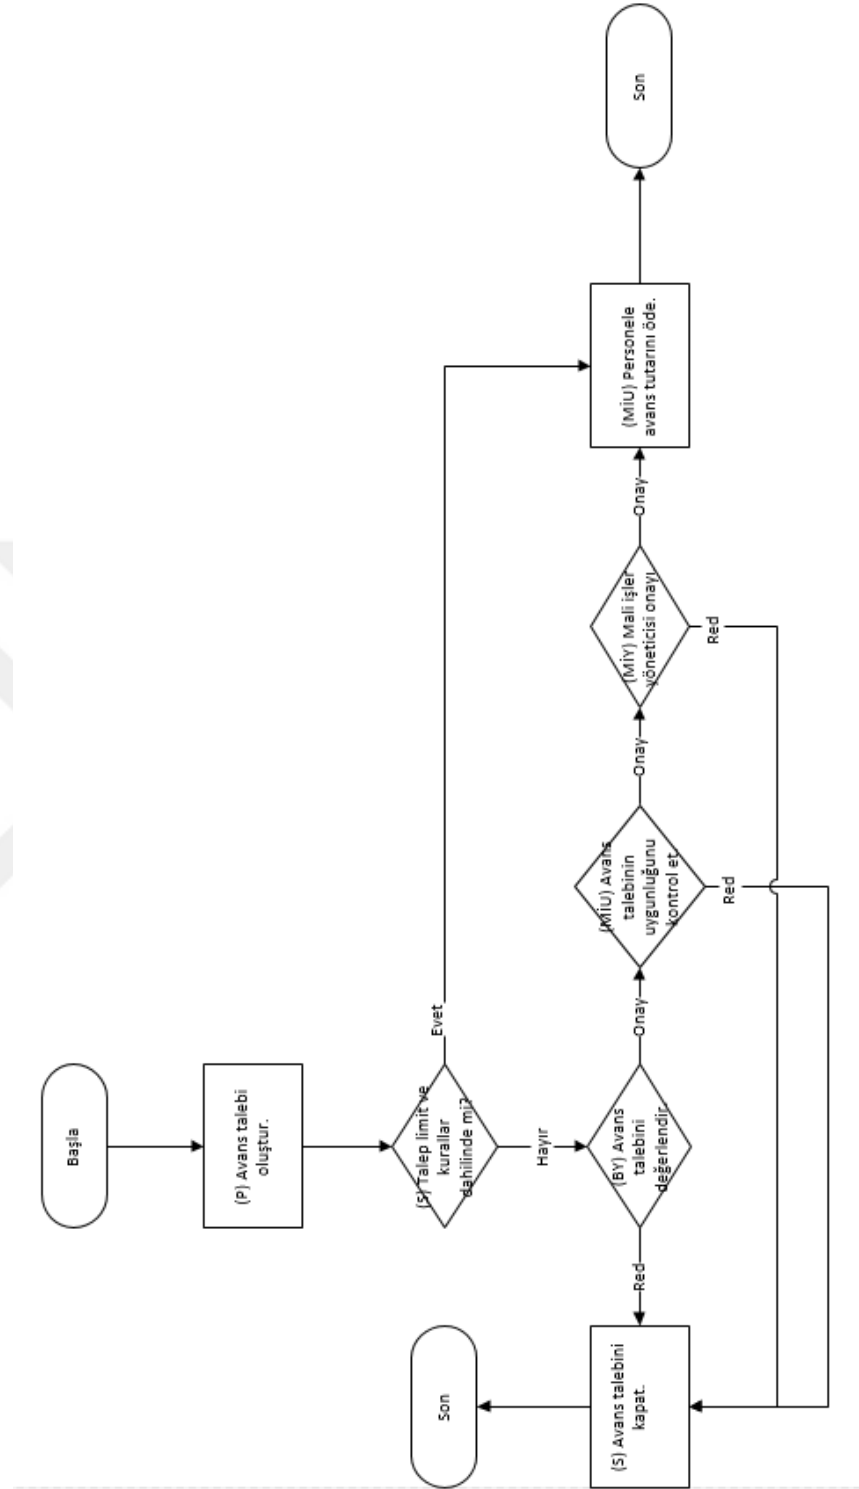 Başla
(P) Avans talebi
oluştur.
(S) Talep limit ve
kurallar
dahilinde mi?
Evet
Hayır
(BY) Avans
talebini
değerlendir.
Red
Onay
(S) Avans talebini
kapat.
Son
(MİU) Avans
talebinin
uygunluğunu
kontrol et.
Red
Onay
(MİY) Mali işler
yöneticisi onayı
Red
Onay
(MİU) Personele
avans tutarını öde.
Son